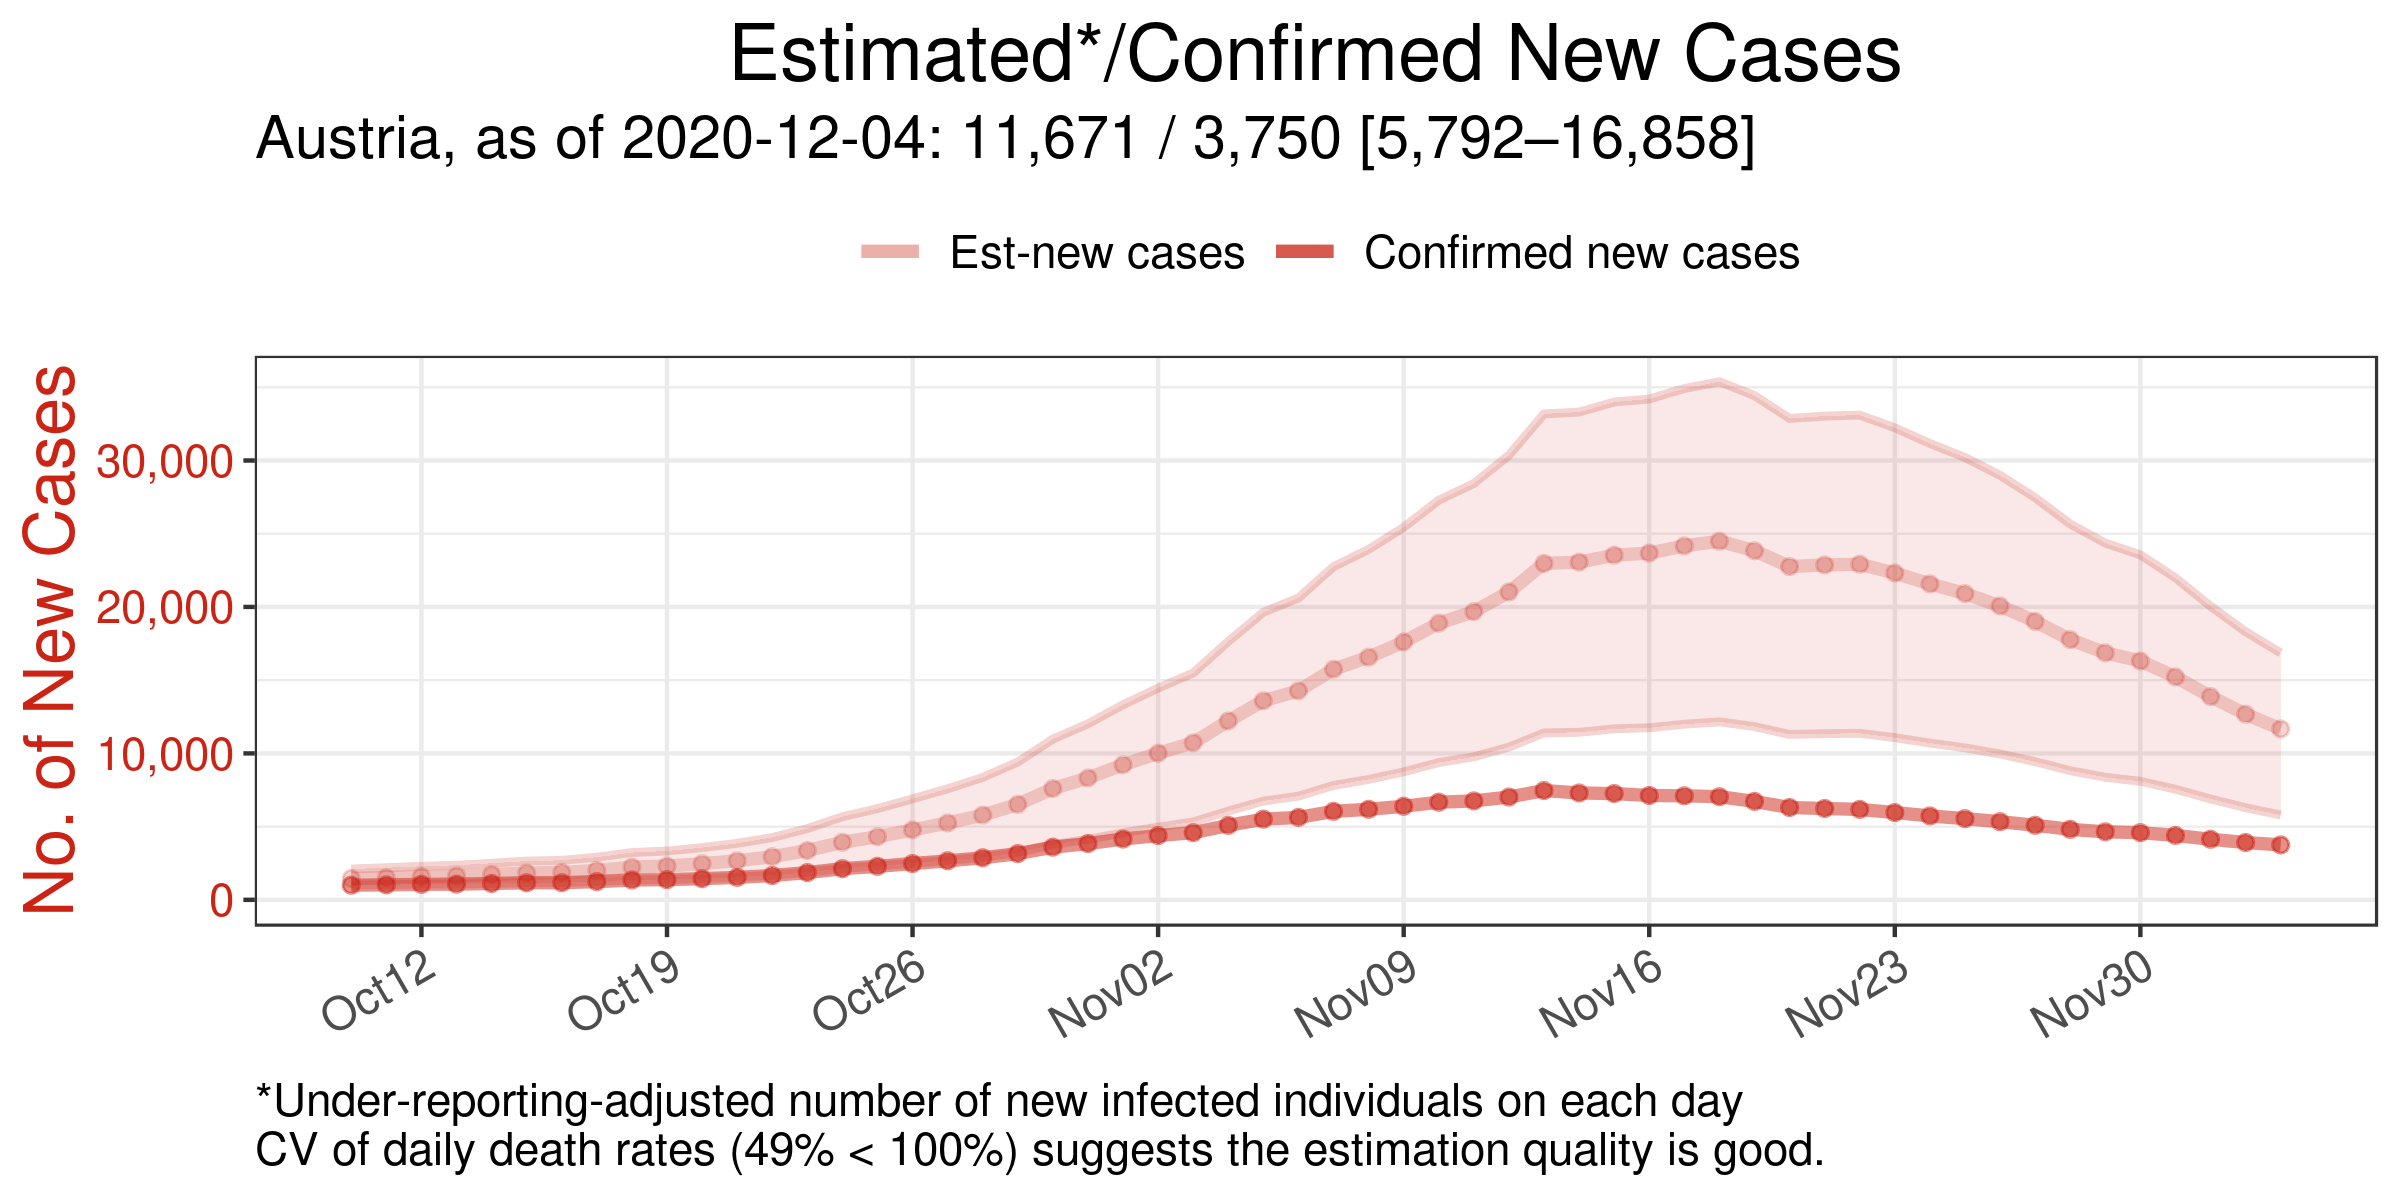 Estimated*/Confirmed New Cases
Austria, as of 2020-12-04: 11,671 / 3,750 [5,792–16,858]
Est-new cases
Confirmed new cases
No. of New Cases
30,000
20,000
10,000
0
Oct12
Oct19
Oct26
Nov02
Nov09
Nov16
Nov23
Nov30
*Under-reporting-adjusted number of new infected individuals on each day
CV of daily death rates (49% < 100%) suggests the estimation quality is good.